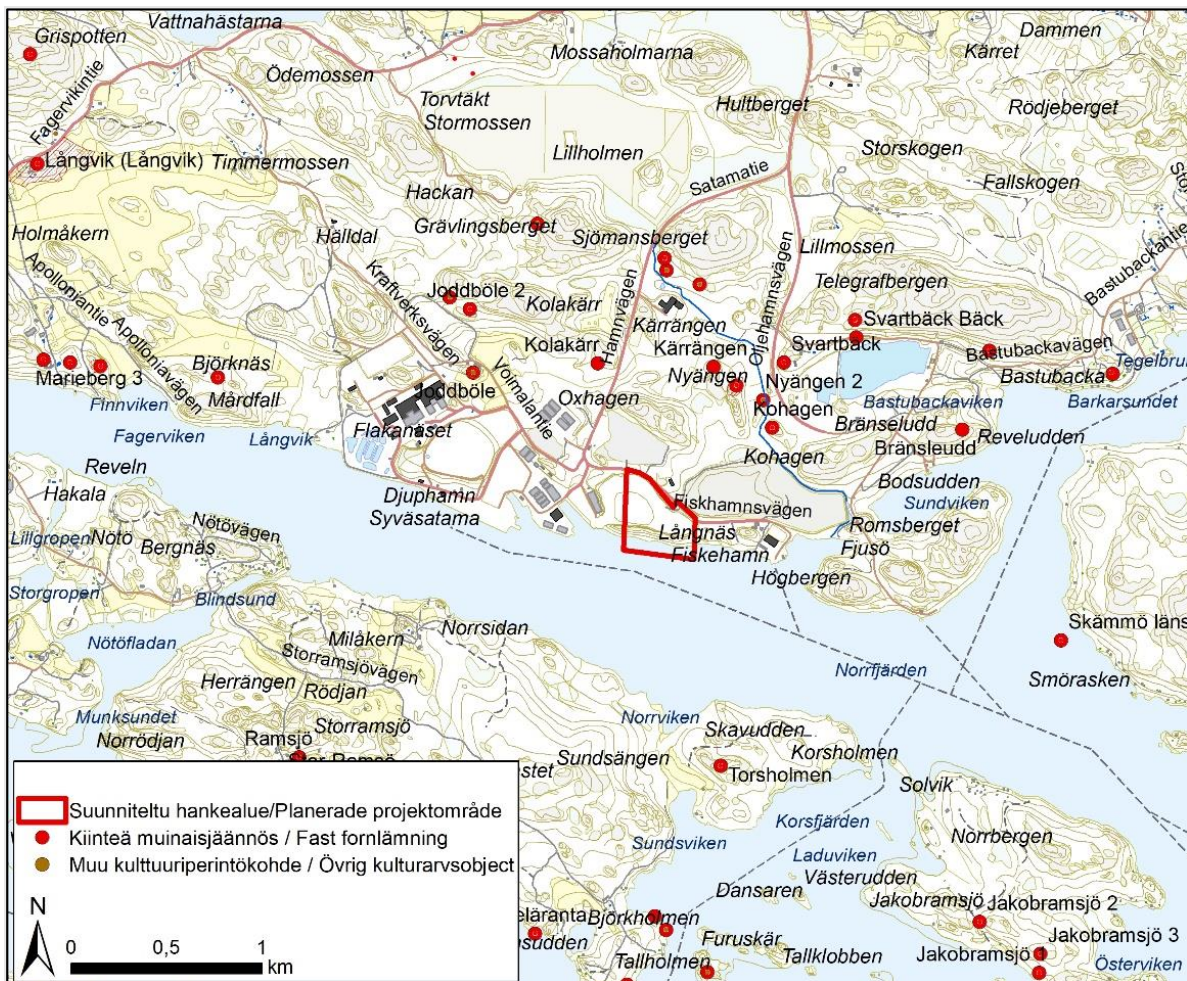 Grispotten
Vattnahästarna
Mossaholmarna
Dammen
Kärret
Ödemossen
Fagervikintie
Torvtäkt
Stormossen
Hultberget
Rödjeberget
Långvik (Långvik)
Timmermossen
Lillholmen
Storskogen
Satamatie
Fallskogen
Hackan
Grävlingsberget
Holmåkern
Hälldal
Sjömansberget
Lillmossen
Apolloniantie
Kraftverksvägen
Joddböle 2
Kolakärr
Hamnvägen
Telegrafbergen
Bastubackantie
Apolloniavägen
Kärrängen
Oljehamnsvägen
Svartbäck Bäck
Marieberg 3
Björknäs
Mårdfall
Kolakärr
Kärrängen
Nyängen
Svartbäck
Bastubackavägen
Bastubacka
Finnviken
Joddböle
Volmalantie
Oxhagen
Nyängen 2
Kohagen
Bastubackaviken
Barkarsundet
Fagerviken
Långvik
Flakanäset
Bränseludd
Bränsleudd
Reveludden
Reveln
Kohagen
Bodsudden
Hakala
Djuphamn
Syväsatama
Fiskhamnsvägen
Sundviken
Nötövägen
Lillgropen
Nötö
Bergnäs
Långnäs
Fiskehamn
Romsberget
Fjusö
Högbergen
Storgropen
Blindsund
Nötöfladan
Milåkern
Norrsidan
Skämmö läns
Storramsjövägen
Herrängen
Rödjan
Norrfjärden
Smörasken
Munksundet
Storramsjö
Norrviken
Skavudden
Norrödjan
Ramsjö
Sundsängen
Korsholmen
Torsholmen
Solvik
Korsfjärden
Norrbergen
Sundsviken
Laduviken
Västerudden
Dansaren
Jakobramsjö
Jakobramsjö 2
Björkholmen
Furuskär
Tallklobben
Jakobramsjö 3
Jakobramsjö 1
Tallholmen
Österviken
Suunniteltu hankealue/Planerade projektområde
Kiinteä muinaisjäännös / Fast fornlämning
Muu kulttuuriperintökohde / Övrig kulturarvsobject
N
0 0,5 1
km